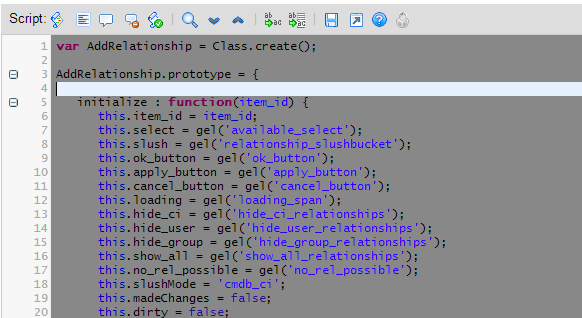 Script:
1 var AddRelationship = Class.create();
2
3 AddRelationship.prototype = {
4
5 initialize : function(item_id) {
6 this.item_id = item_id;
7 this.select = gel('available_select');
8 this.slush = gel('relationship_slushbucket');
9 this.ok_button = gel('ok_button');
10 this.apply_button = gel('apply_button');
11 this.cancel_button = gel('cancel_button');
12 this.loading = gel('loading_span');
13 this.hide_ci = gel('hide_ci_relationships');
14 this.hide_user = gel('hide_user_relationships');
15 this.hide_group = gel('hide_group_relationships');
16 this.show_all = gel('show_all_relationships');
17 this.no_rel_possible = gel('no_rel_possible');
18 this.slushMode = 'cmdb_ci';
19 this.madeChanges = false;
20 this.dirty = false;